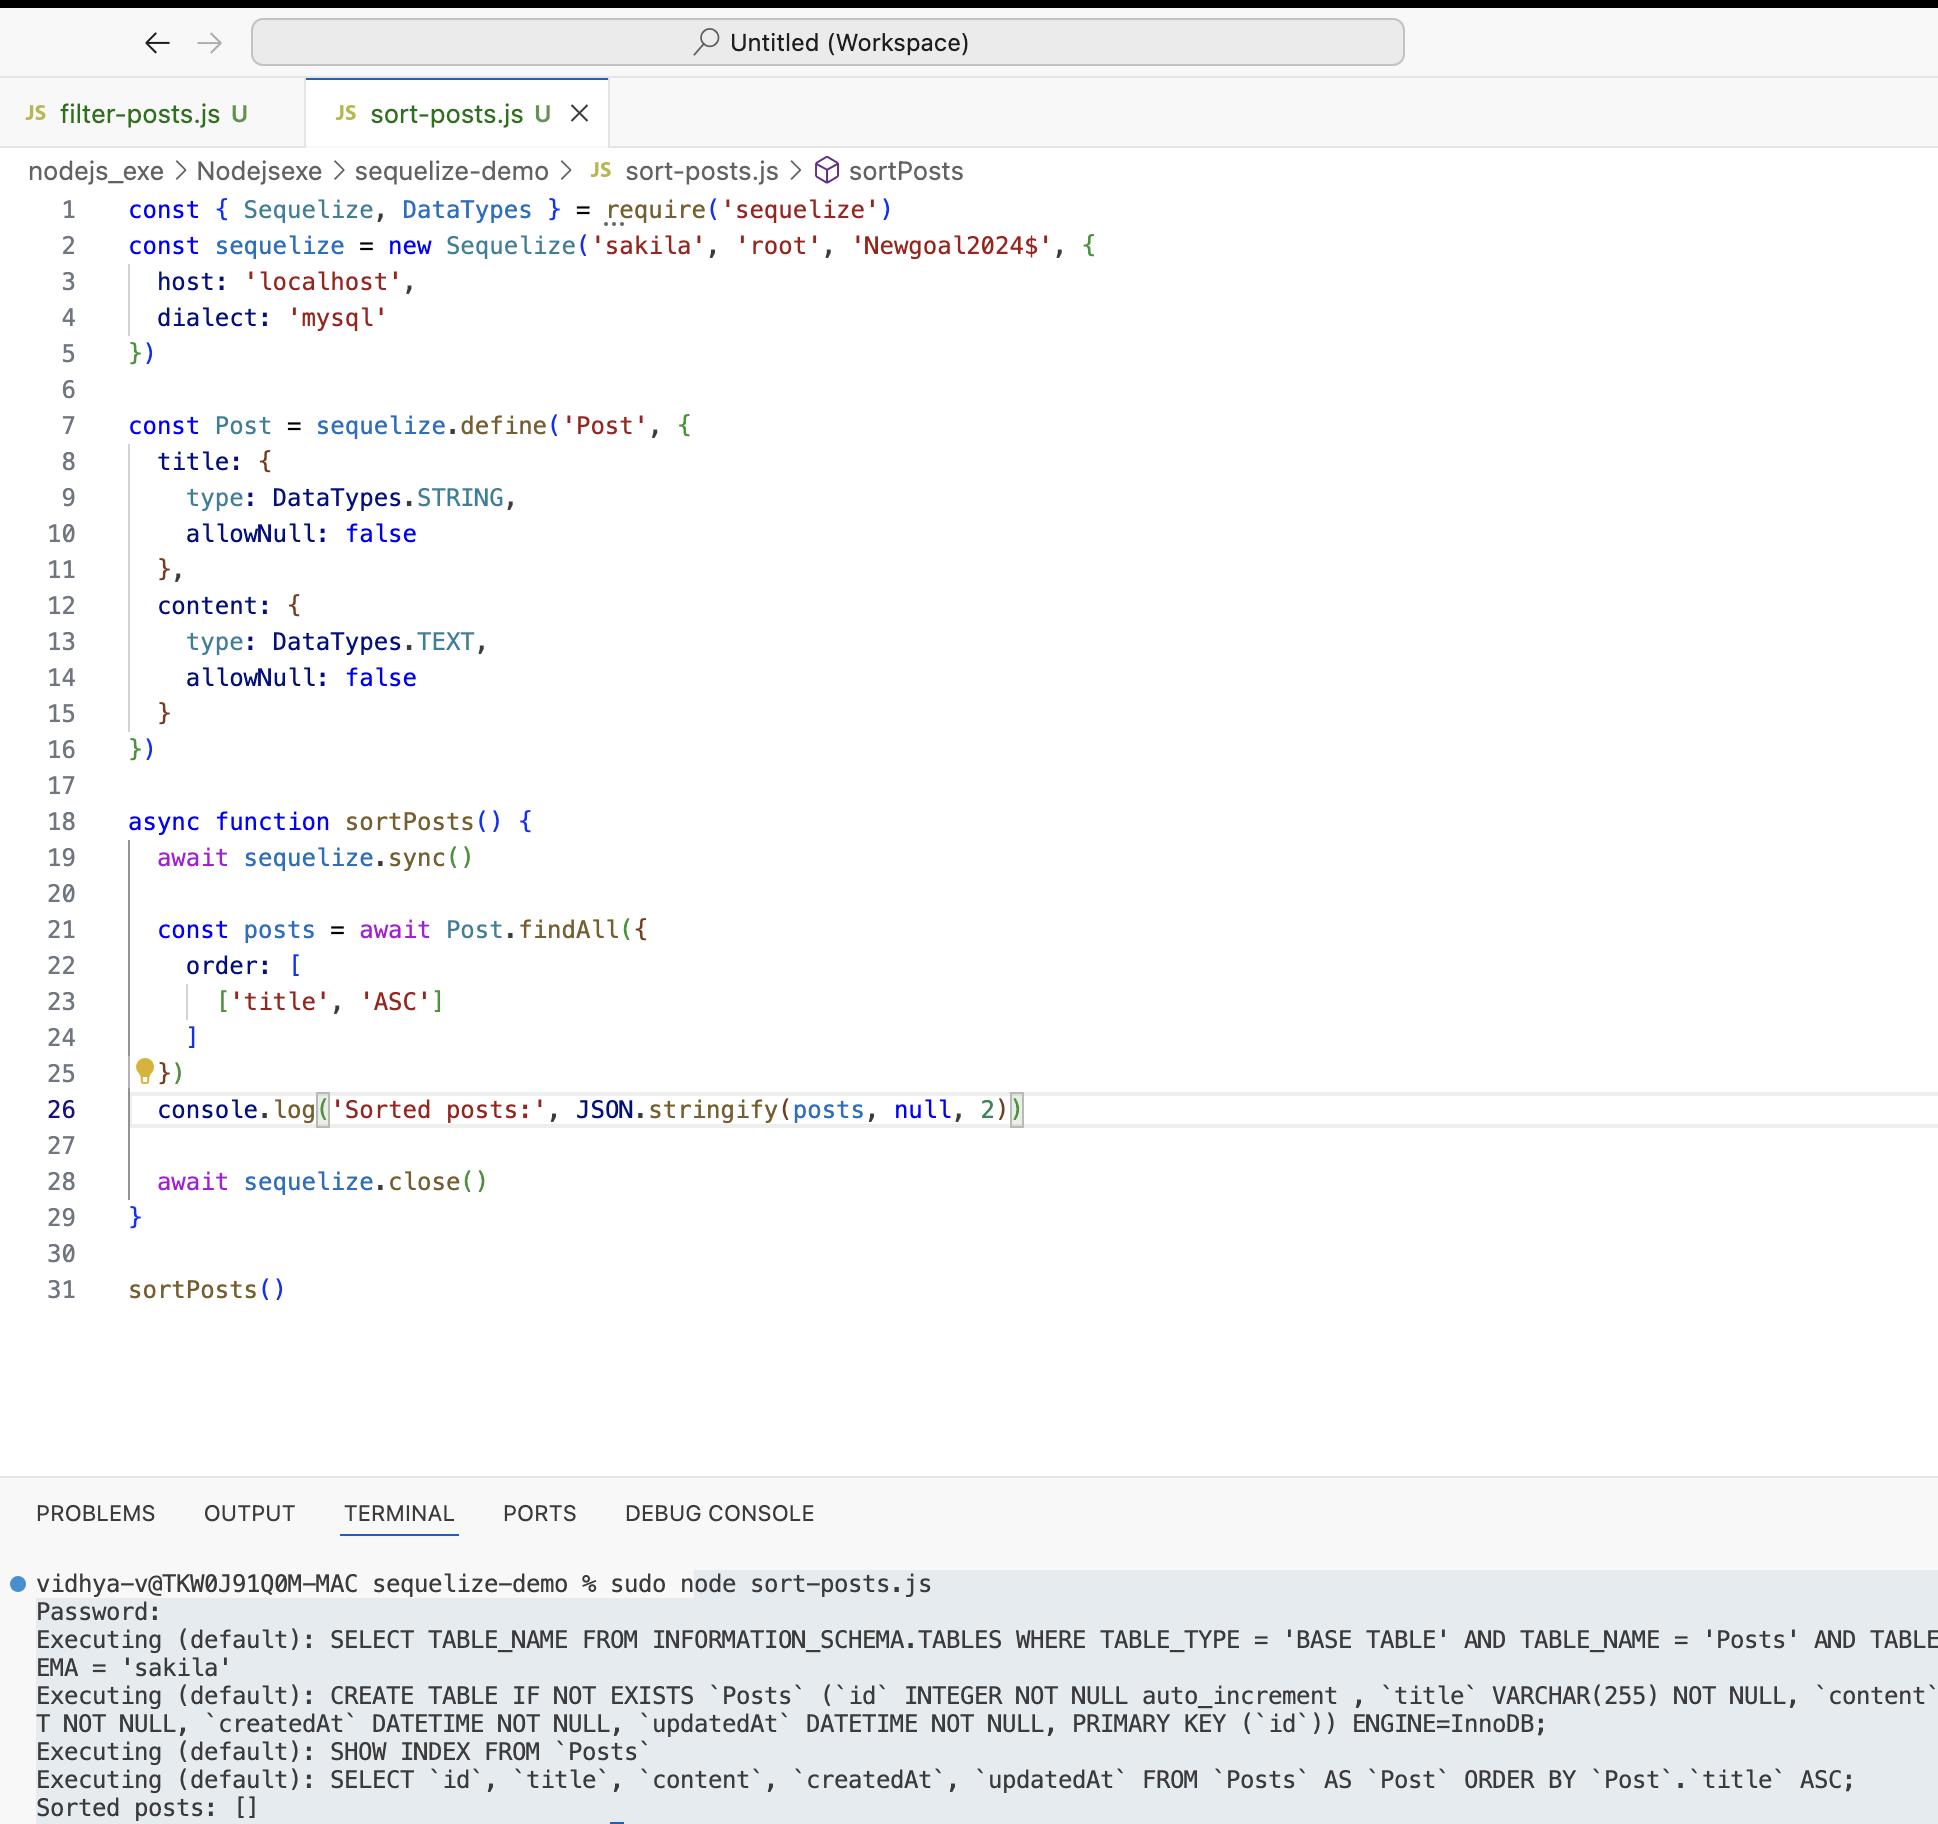 Untitled (Workspace)
JS filter-posts.js U JS sort-posts.js U
nodejs_exe > Nodejsexe > sequelize-demo > JS sort-posts.js > sortPosts
1 const { Sequelize, DataTypes } = require('sequelize')
2 const sequelize = new Sequelize('sakila', 'root', 'Newgoal2024$', {
3   host: 'localhost',
4   dialect: 'mysql'
5 })
6
7 const Post = sequelize.define('Post', {
8   title: {
9     type: DataTypes.STRING,
10     allowNull: false
11   },
12   content: {
13     type: DataTypes.TEXT,
14     allowNull: false
15   }
16 })
17
18 async function sortPosts() {
19   await sequelize.sync()
20
21   const posts = await Post.findAll({
22     order: [
23       ['title', 'ASC']
24     ]
25   })
26   console.log('Sorted posts:', JSON.stringify(posts, null, 2))
27
28   await sequelize.close()
29 }
30
31 sortPosts()
PROBLEMS OUTPUT TERMINAL PORTS DEBUG CONSOLE
vidhya-v@TKW0J91Q0M-MAC sequelize-demo % sudo node sort-posts.js
Password:
Executing (default): SELECT TABLE_NAME FROM INFORMATION_SCHEMA.TABLES WHERE TABLE_TYPE = 'BASE TABLE' AND TABLE_NAME = 'Posts' AND TABLE
EMA = 'sakila'
Executing (default): CREATE TABLE IF NOT EXISTS `Posts` (`id` INTEGER NOT NULL auto_increment , `title` VARCHAR(255) NOT NULL, `content`
T NOT NULL, `createdAt` DATETIME NOT NULL, `updatedAt` DATETIME NOT NULL, PRIMARY KEY (`id`)) ENGINE=InnoDB;
Executing (default): SHOW INDEX FROM `Posts`
Executing (default): SELECT `id`, `title`, `content`, `createdAt`, `updatedAt` FROM `Posts` AS `Post` ORDER BY `Post`.`title` ASC;
Sorted posts: []